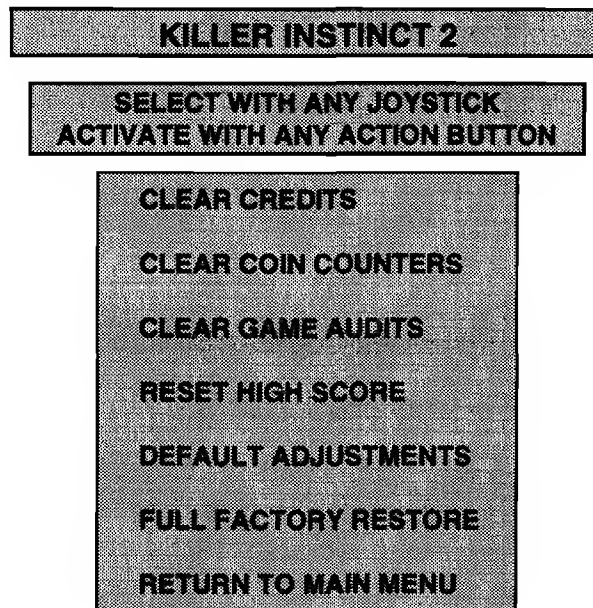 KILLER INSTINCT 2
SELECT WITH ANY JOYSTICK
ACTIVATE WITH ANY ACTION BUTTON
CLEAR CREDITS
CLEAR COIN COUNTERS
CLEAR GAME AUDITS
RESET HIGH SCORE
DEFAULT ADJUSTMENTS
FULL FACTORY RESTORE
RETURN TO MAIN MENU